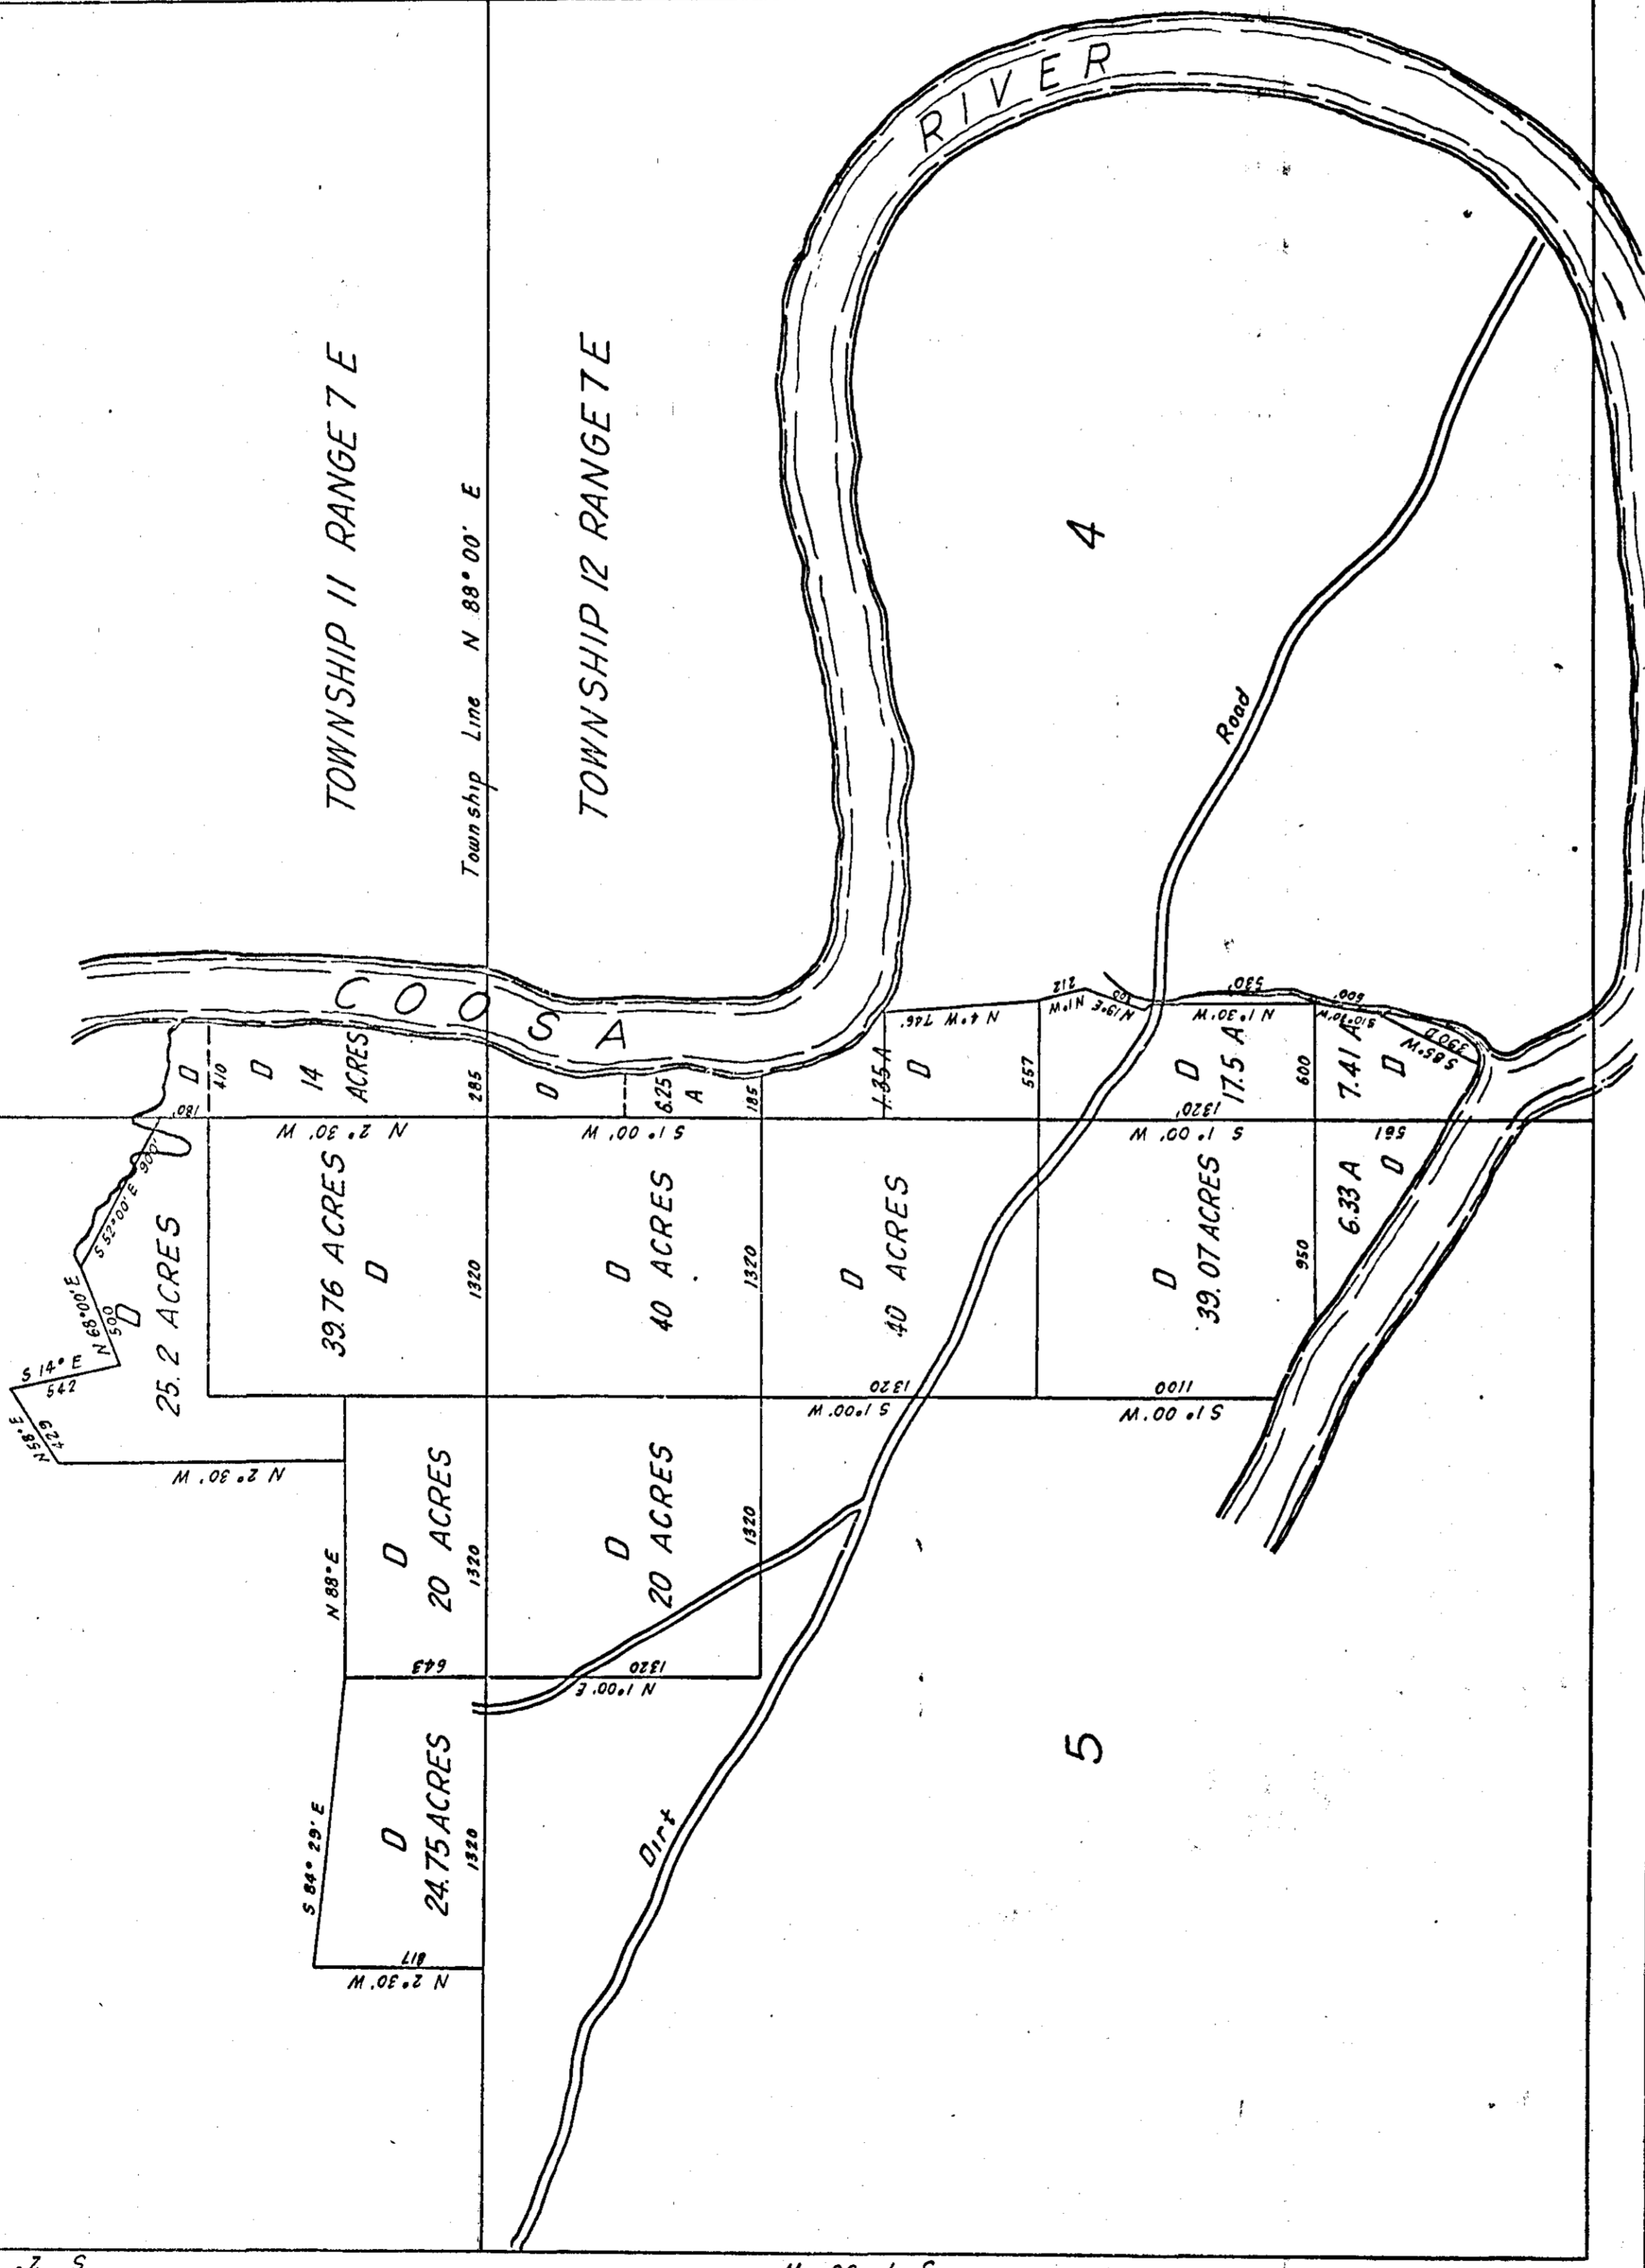 RIVER
TOWNSHIP 11 RANGE 7 E
Township Line N 88° 00' E
TOWNSHIP 12 RANGE 7 E
4
Road
COOSA
D
180'
410
D
14
ACRES
N 2° 30' W
285
D
S 1° 00' W
6.25
A
185
1.35 A
D
N 4° W 746'
557
N 1° W
212
N 19° E
N 1° 30' W
530'
D
17.5 A
1320'
S 1° 00' W
600
600'
S 10° 30' W
7.41 A
D
S 85° W
390
561
6.33 A
D
950
S 52° 00' E
900'
N 68° 00' E
500
D
25.2 ACRES
S 14° E
542
N 58° E
429
N 2° 30' W
39.76 ACRES
D
1320
D
40 ACRES
1320
D
40 ACRES
1320
S 1° 00' W
D
39.07 ACRES
1100
S 1° 00' W
N 88° E
D
20 ACRES
1320
D
20 ACRES
1320
643
1320
N 1° 00' E
S 84° 29' E
D
24.75 ACRES
1320
817
N 2° 30' W
Dirt
5